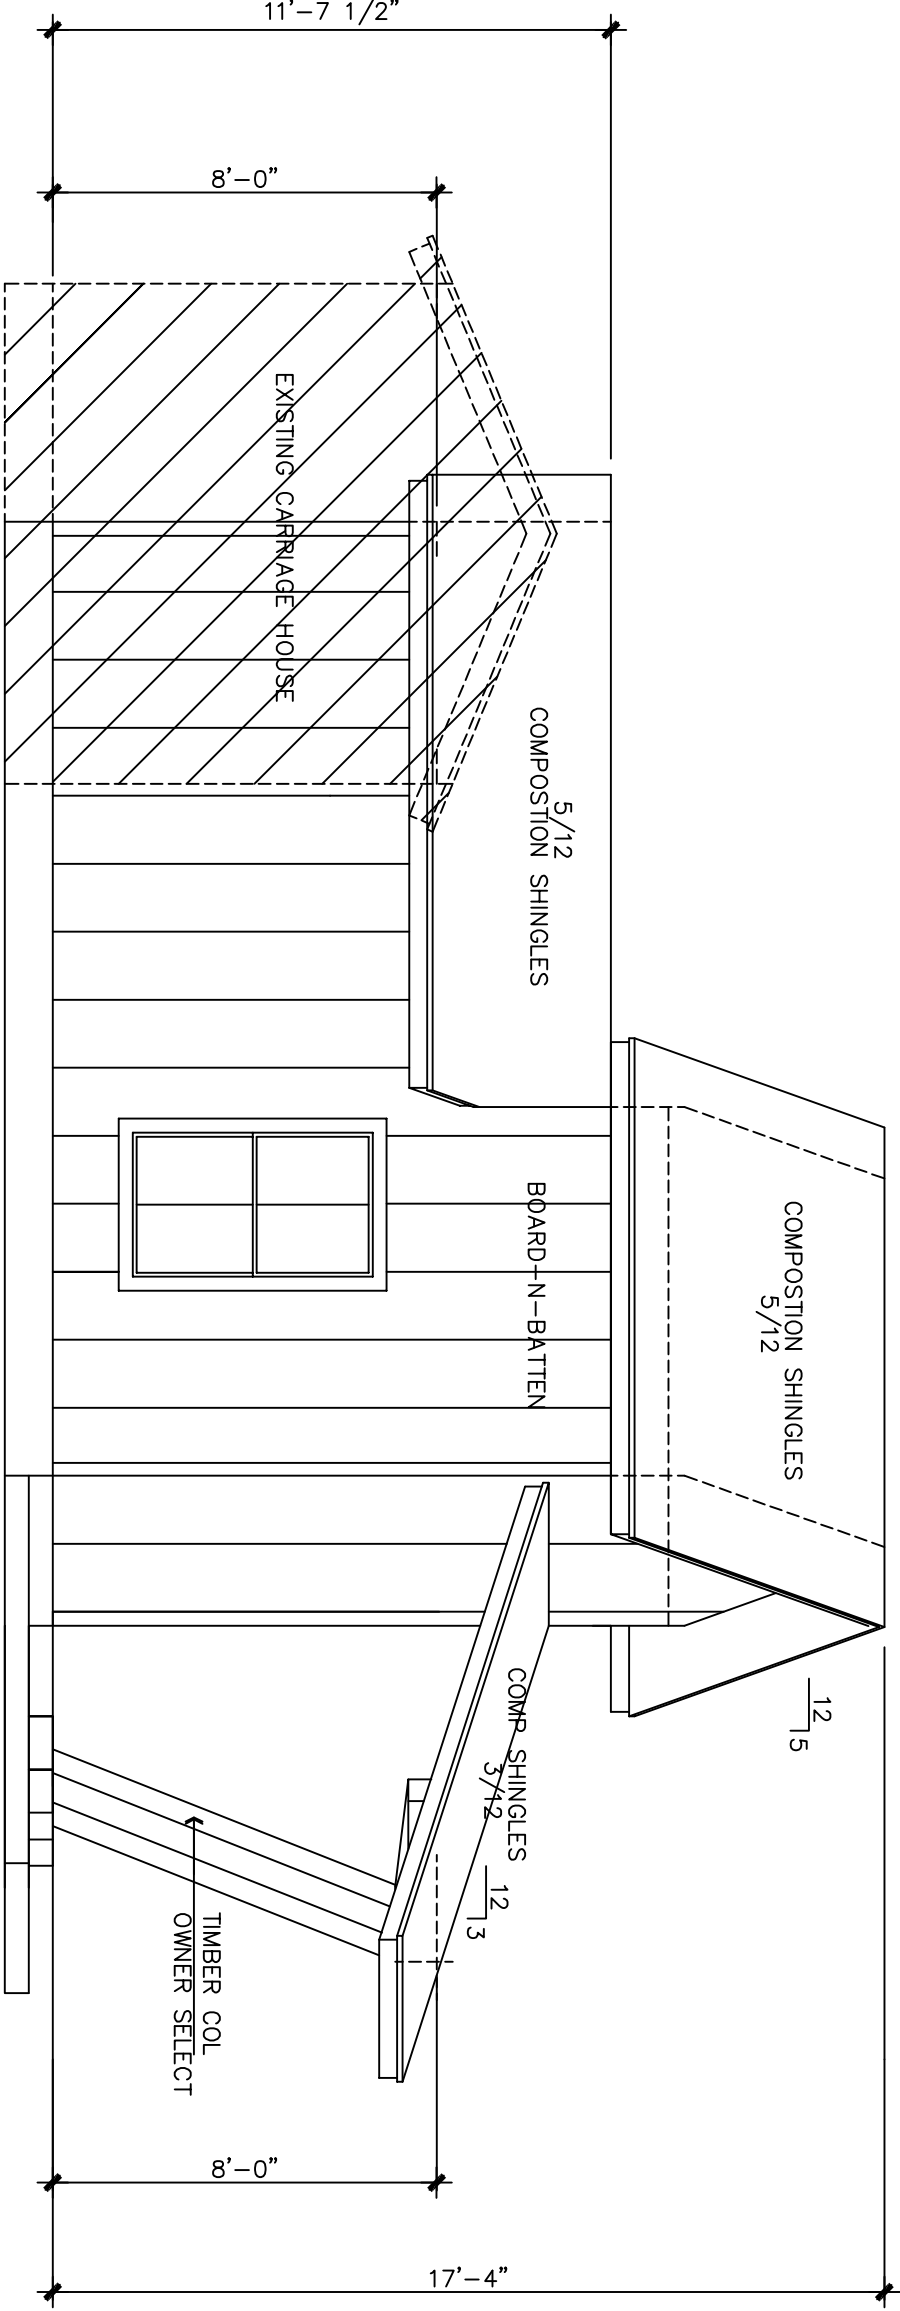 11'-7 1/2"
8'-0"
EXISTING CARRIAGE HOUSE
5/12
COMPOSTION SHINGLES
COMPOSTION SHINGLES
5/12
BOARD-N-BATTEN
12
5
COMP SHINGLES
3/12
12
3
TIMBER COL
OWNER SELECT
8'-0"
17'-4"